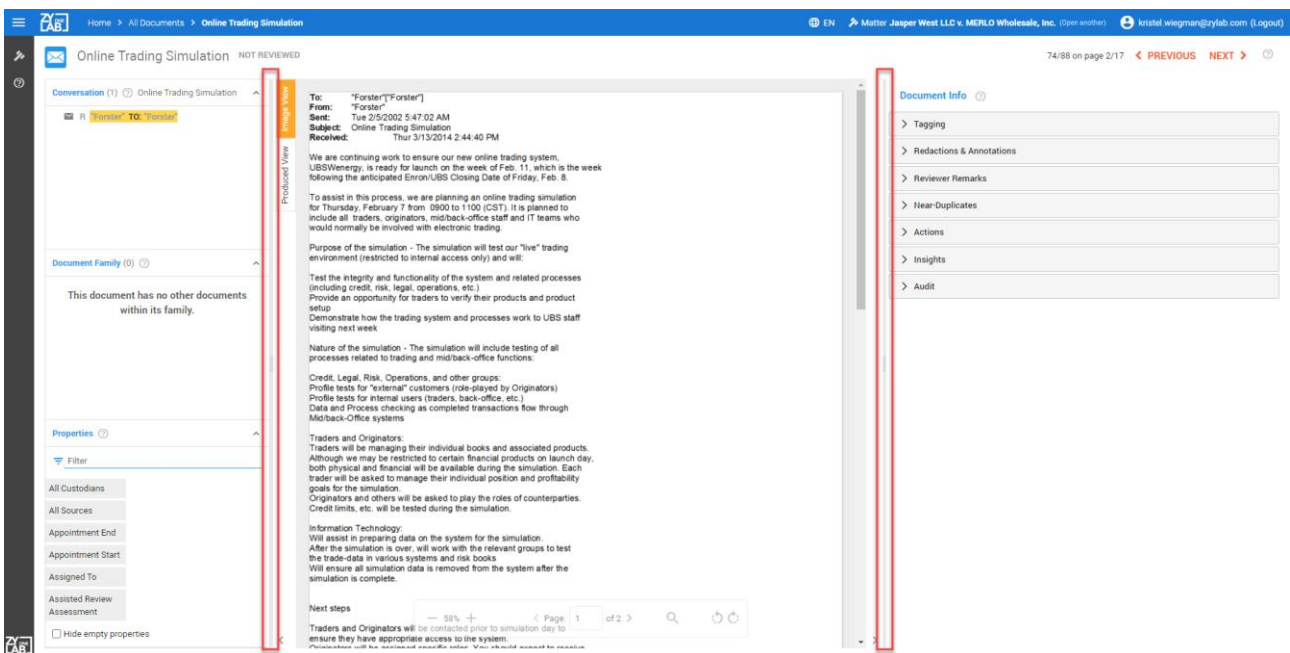 ZY ONE
LAB
Home > All Documents > Online Trading Simulation
EN
Matter Jasper West LLC v. MERLO Wholesale, Inc. (Open another)
kristel.wiegman@zylab.com (Logout)
Online Trading Simulation NOT REVIEWED
74/88 on page 2/17
PREVIOUS
NEXT
Conversation (1) Online Trading Simulation
R "Forster" TO: "Forster"
Document Family (0)
This document has no other documents
within its family.
Properties
Filter
All Custodians
All Sources
Appointment End
Appointment Start
Assigned To
Assisted Review
Assessment
Hide empty properties
ZY ONE
LAB
Image View
Produced View
To: "Forster"["Forster"]
From: "Forster"
Sent: Tue 2/5/2002 5:47:02 AM
Subject: Online Trading Simulation
Received: Thur 3/13/2014 2:44:40 PM
We are continuing work to ensure our new online trading system,
UBSWenergy, is ready for launch on the week of Feb. 11, which is the week
following the anticipated Enron/UBS Closing Date of Friday, Feb. 8.
To assist in this process, we are planning an online trading simulation
for Thursday, February 7 from 0900 to 1100 (CST). It is planned to
include all traders, originators, mid/back-office staff and IT teams who
would normally be involved with electronic trading.
Purpose of the simulation - The simulation will test our "live" trading
environment (restricted to internal access only) and will:
Test the integrity and functionality of the system and related processes
(including credit, risk, legal, operations, etc.)
Provide an opportunity for traders to verify their products and product
setup
Demonstrate how the trading system and processes work to UBS staff
visiting next week
Nature of the simulation - The simulation will include testing of all
processes related to trading and mid/back-office functions:
Credit, Legal, Risk, Operations, and other groups:
Profile tests for "external" customers (role-played by Originators)
Profile tests for internal users (traders, back-office, etc.)
Data and Process checking as completed transactions flow through
Mid/back-Office systems
Traders and Originators:
Traders will be managing their individual books and associated products.
Although we may be restricted to certain financial products on launch day,
both physical and financial will be available during the simulation. Each
trader will be asked to manage their individual position and profitability
goals for the simulation.
Originators and others will be asked to play the roles of counterparties.
Credit limits, etc. will be tested during the simulation.
Information Technology:
Will assist in preparing data on the system for the simulation.
After the simulation is over, will work with the relevant groups to test
the trade-data in various systems and risk books
Will ensure all simulation data is removed from the system after the
simulation is complete.
Next steps
Traders and Originators will be contacted prior to simulation day to
ensure they have appropriate access to the system.
Originators will be assigned specific roles. You should expect to receive
58%
Page: 1 of 2
Document Info
Tagging
Redactions & Annotations
Reviewer Remarks
Near-Duplicates
Actions
Insights
Audit